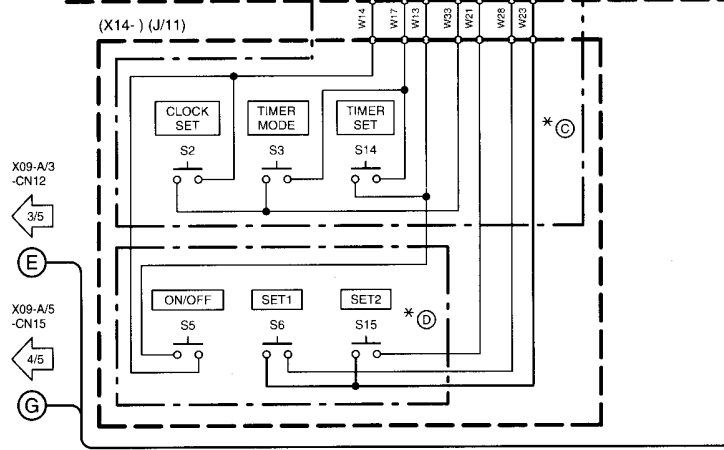 (X14- ) (J/11)
W14 W17 W13 W33 W21 W28 W23
CLOCK SET
TIMER MODE
TIMER SET
S2 S3 S14
* C
X09-A/3
-CN12
3/5
E
ON/OFF SET1 SET2
S5 S6 S15
* D
X09-A/5
-CN15
4/5
G